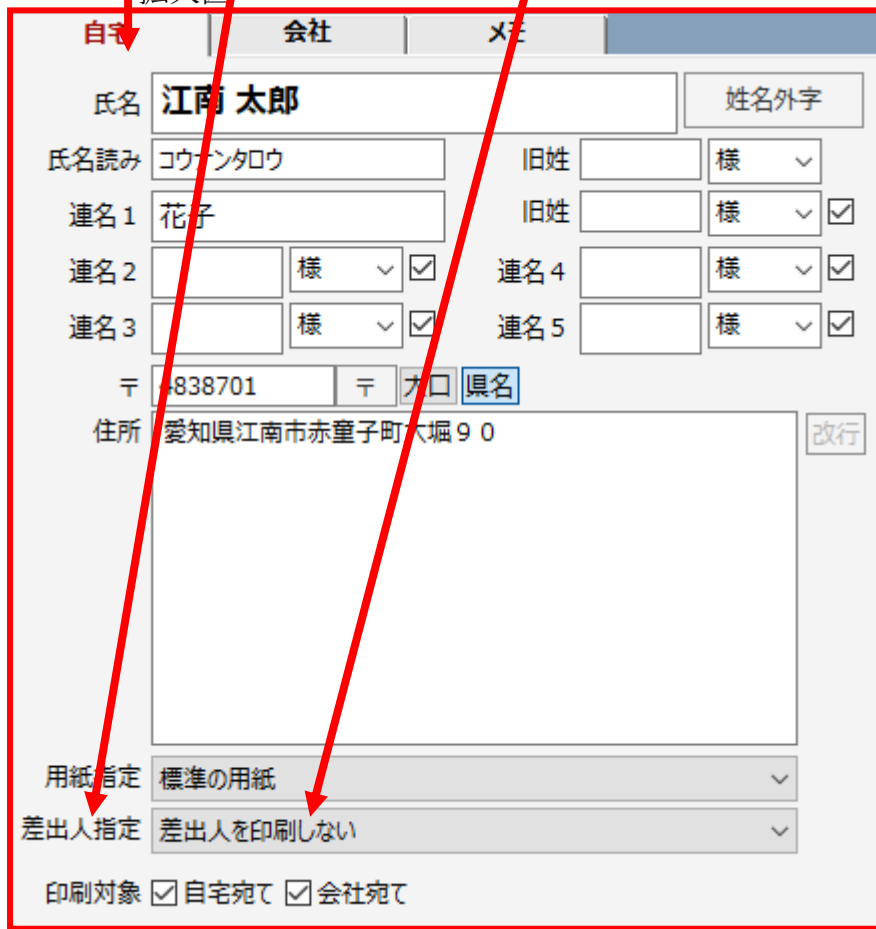 自宅 会社 メモ
氏名 江南 太郎 姓名外字
氏名読み コウナンタロウ 旧姓 様
連名1 花子 旧姓 様
連名2 様 連名4 様
連名3 様 連名5 様
〒 4838701 〒 大口 県名
住所 愛知県江南市赤童子町大堀90 改行
用紙指定 標準の用紙
差出人指定 差出人を印刷しない
印刷対象 自宅宛て 会社宛て